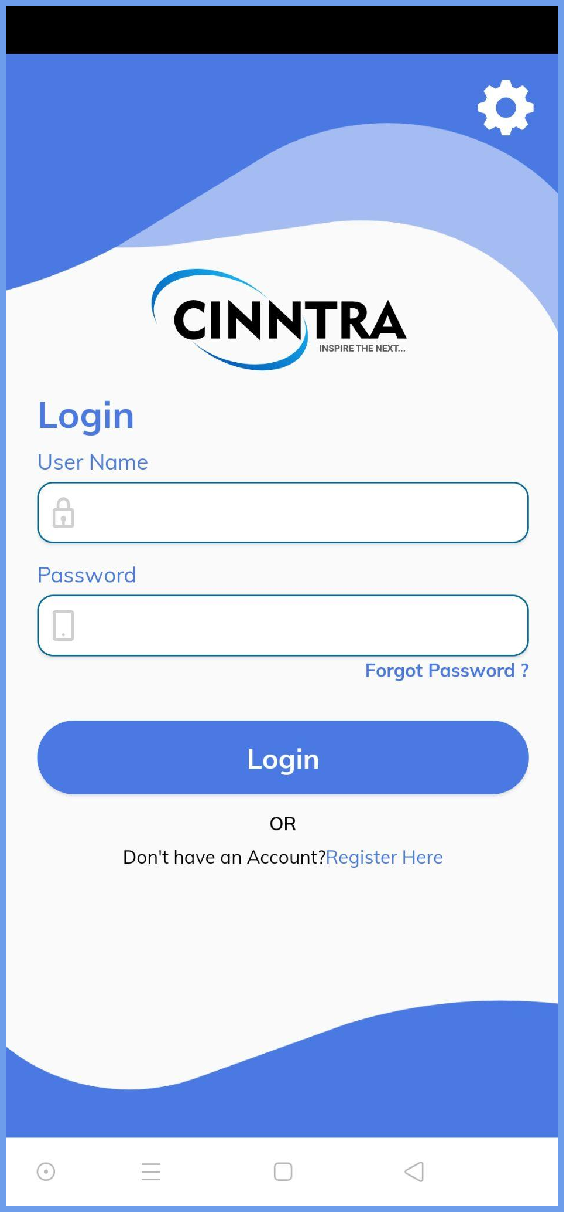 CINNTRA
INSPIRE THE NEXT...
Login
User Name
Password
Forgot Password ?
Login
OR
Don't have an Account?Register Here